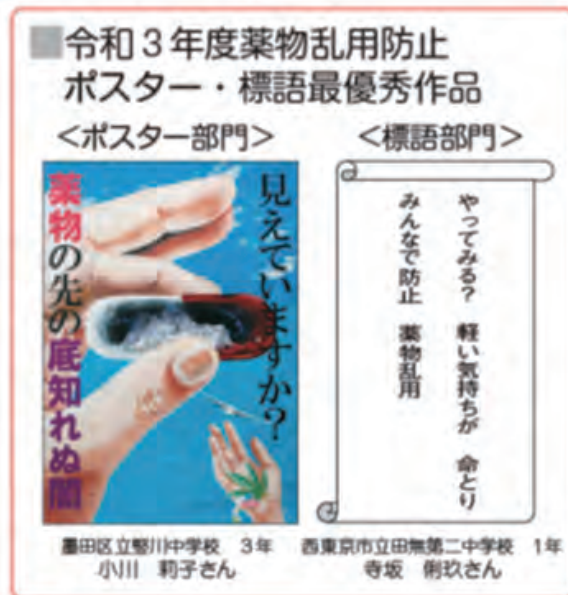 令和3年度薬物乱用防止
ポスター・標語最優秀作品
<ポスター部門>
見えていますか?
薬物の先の底知れぬ闇
墨田区立竪川中学校 3年
小川 莉子さん
<標語部門>
やってみる? 軽い気持ちが 命とり
みんなで防止 薬物乱用
西東京市立田無第二中学校 1年
寺坂 俐玖さん